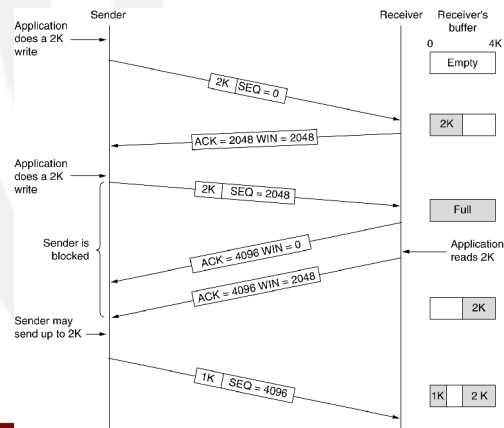 Sender
Receiver
Receiver's
buffer
Application
does a 2K
write
0 4K
Empty
2K SEQ = 0
2K
ACK = 2048 WIN = 2048
Application
does a 2K
write
2K SEQ = 2048
Full
Sender is
blocked
Application
reads 2K
ACK = 4096 WIN = 0
ACK = 4096 WIN = 2048
2K
Sender may
send up to 2K
1K SEQ = 4096
1K 2 K